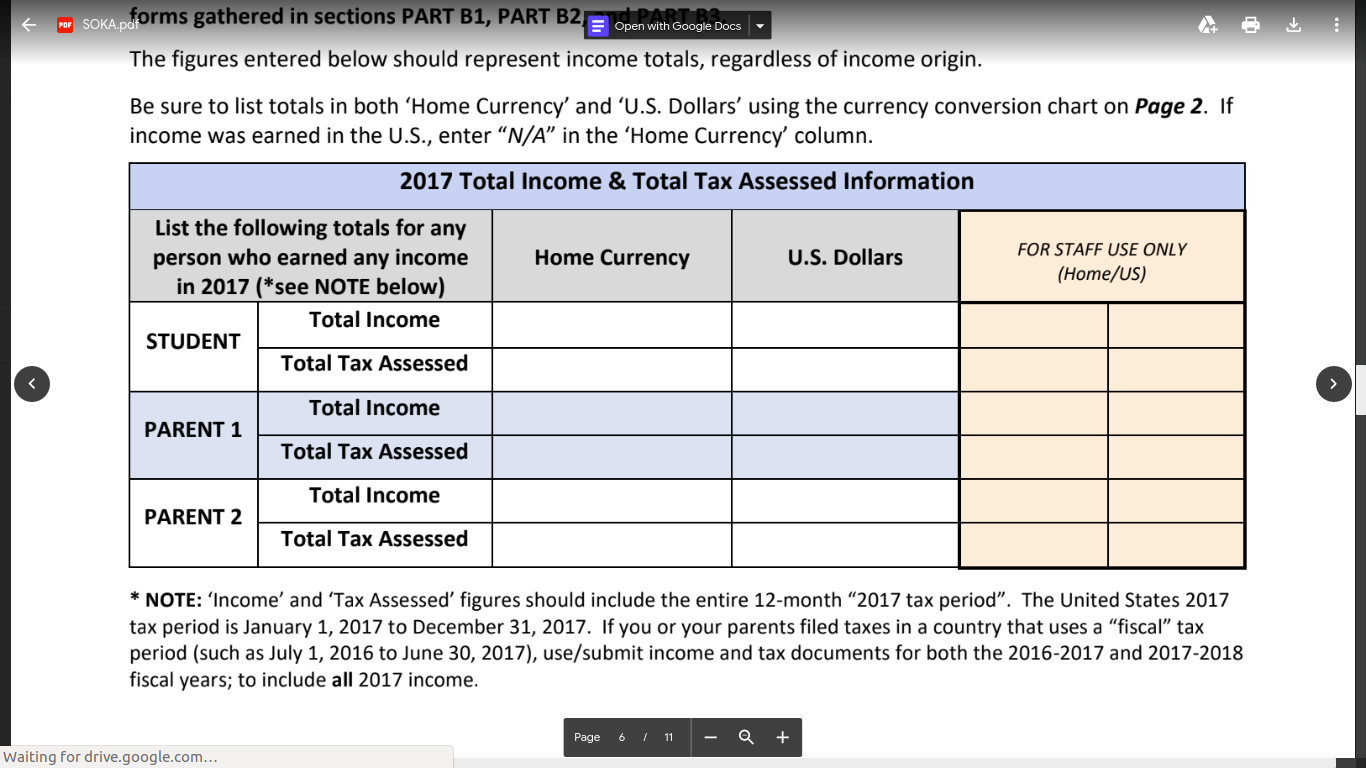 forms gathered in sections PART B1, PART B2, and PART B3.
SOKA.pdf
PDF
Open with Google Docs
The figures entered below should represent income totals, regardless of income origin.
Be sure to list totals in both ‘Home Currency’ and ‘U.S. Dollars’ using the currency conversion chart on Page 2. If
income was earned in the U.S., enter “N/A” in the ‘Home Currency’ column.
2017 Total Income & Total Tax Assessed Information
List the following totals for any
person who earned any income
in 2017 (*see NOTE below)
Home Currency
U.S. Dollars
FOR STAFF USE ONLY
(Home/US)
STUDENT
Total Income
Total Tax Assessed
PARENT 1
Total Income
Total Tax Assessed
PARENT 2
Total Income
Total Tax Assessed
* NOTE: ‘Income’ and ‘Tax Assessed’ figures should include the entire 12-month “2017 tax period”. The United States 2017
tax period is January 1, 2017 to December 31, 2017. If you or your parents filed taxes in a country that uses a “fiscal” tax
period (such as July 1, 2016 to June 30, 2017), use/submit income and tax documents for both the 2016-2017 and 2017-2018
fiscal years; to include all 2017 income.
Page 6 / 11
Waiting for drive.google.com...